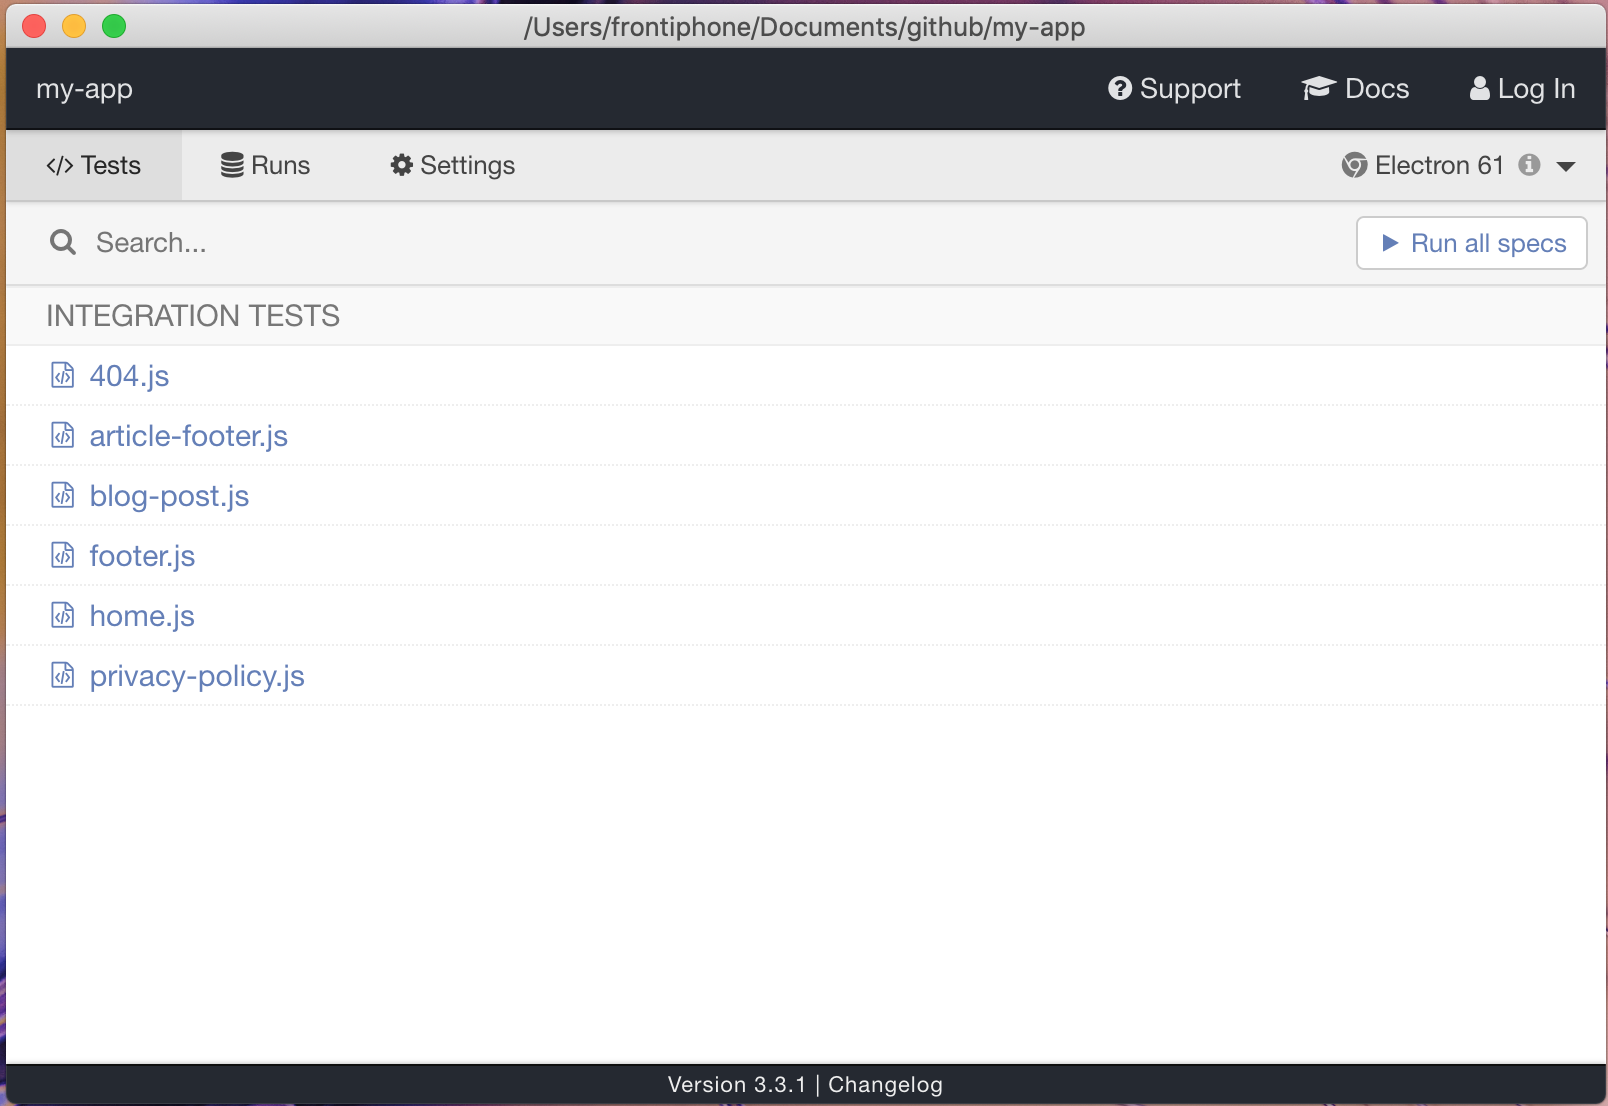 /Users/frontiphone/Documents/github/my-app
my-app Support Docs Log In
Tests Runs Settings Electron 61
Search... Run all specs
INTEGRATION TESTS
404.js
article-footer.js
blog-post.js
footer.js
home.js
privacy-policy.js
Version 3.3.1 | Changelog